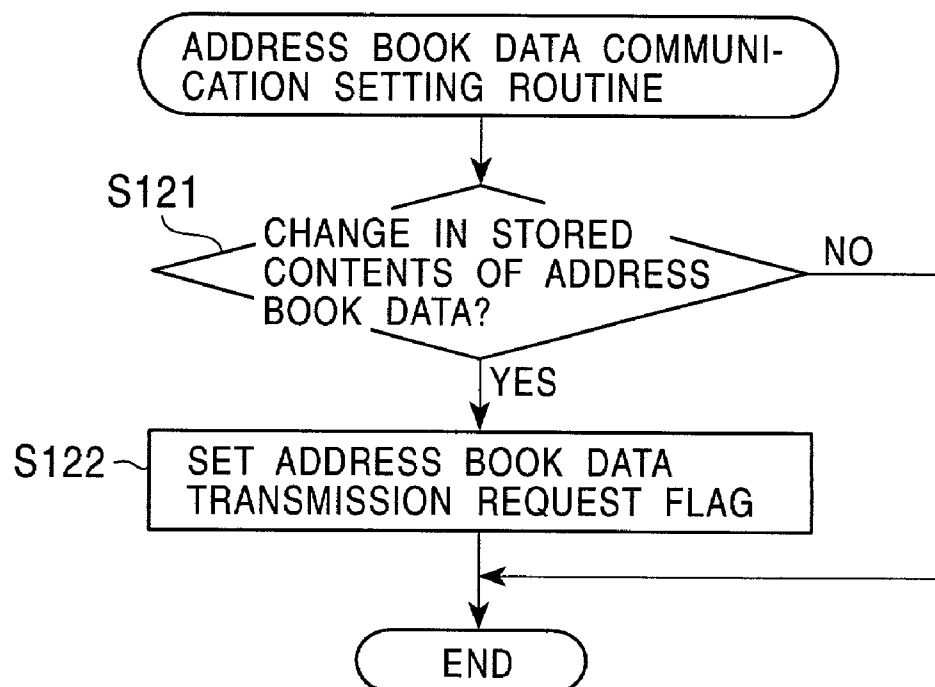 ADDRESS BOOK DATA COMMUNI-
CATION SETTING ROUTINE
S121
CHANGE IN STORED
CONTENTS OF ADDRESS
BOOK DATA?
NO
YES
S122
SET ADDRESS BOOK DATA
TRANSMISSION REQUEST FLAG
END